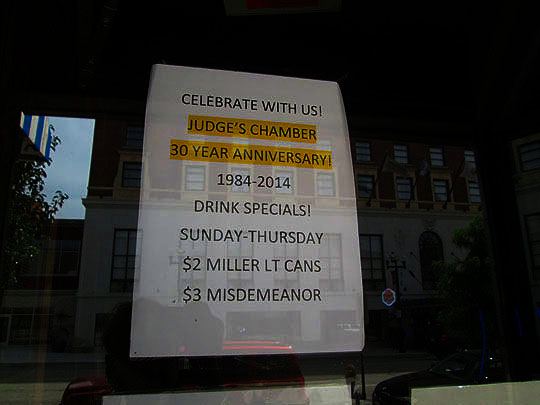 CELEBRATE WITH US!
JUDGE'S CHAMBER
30 YEAR ANNIVERSARY!
1984-2014
DRINK SPECIALS!
SUNDAY-THURSDAY
$2 MILLER LT CANS
$3 MISDEMEANOR